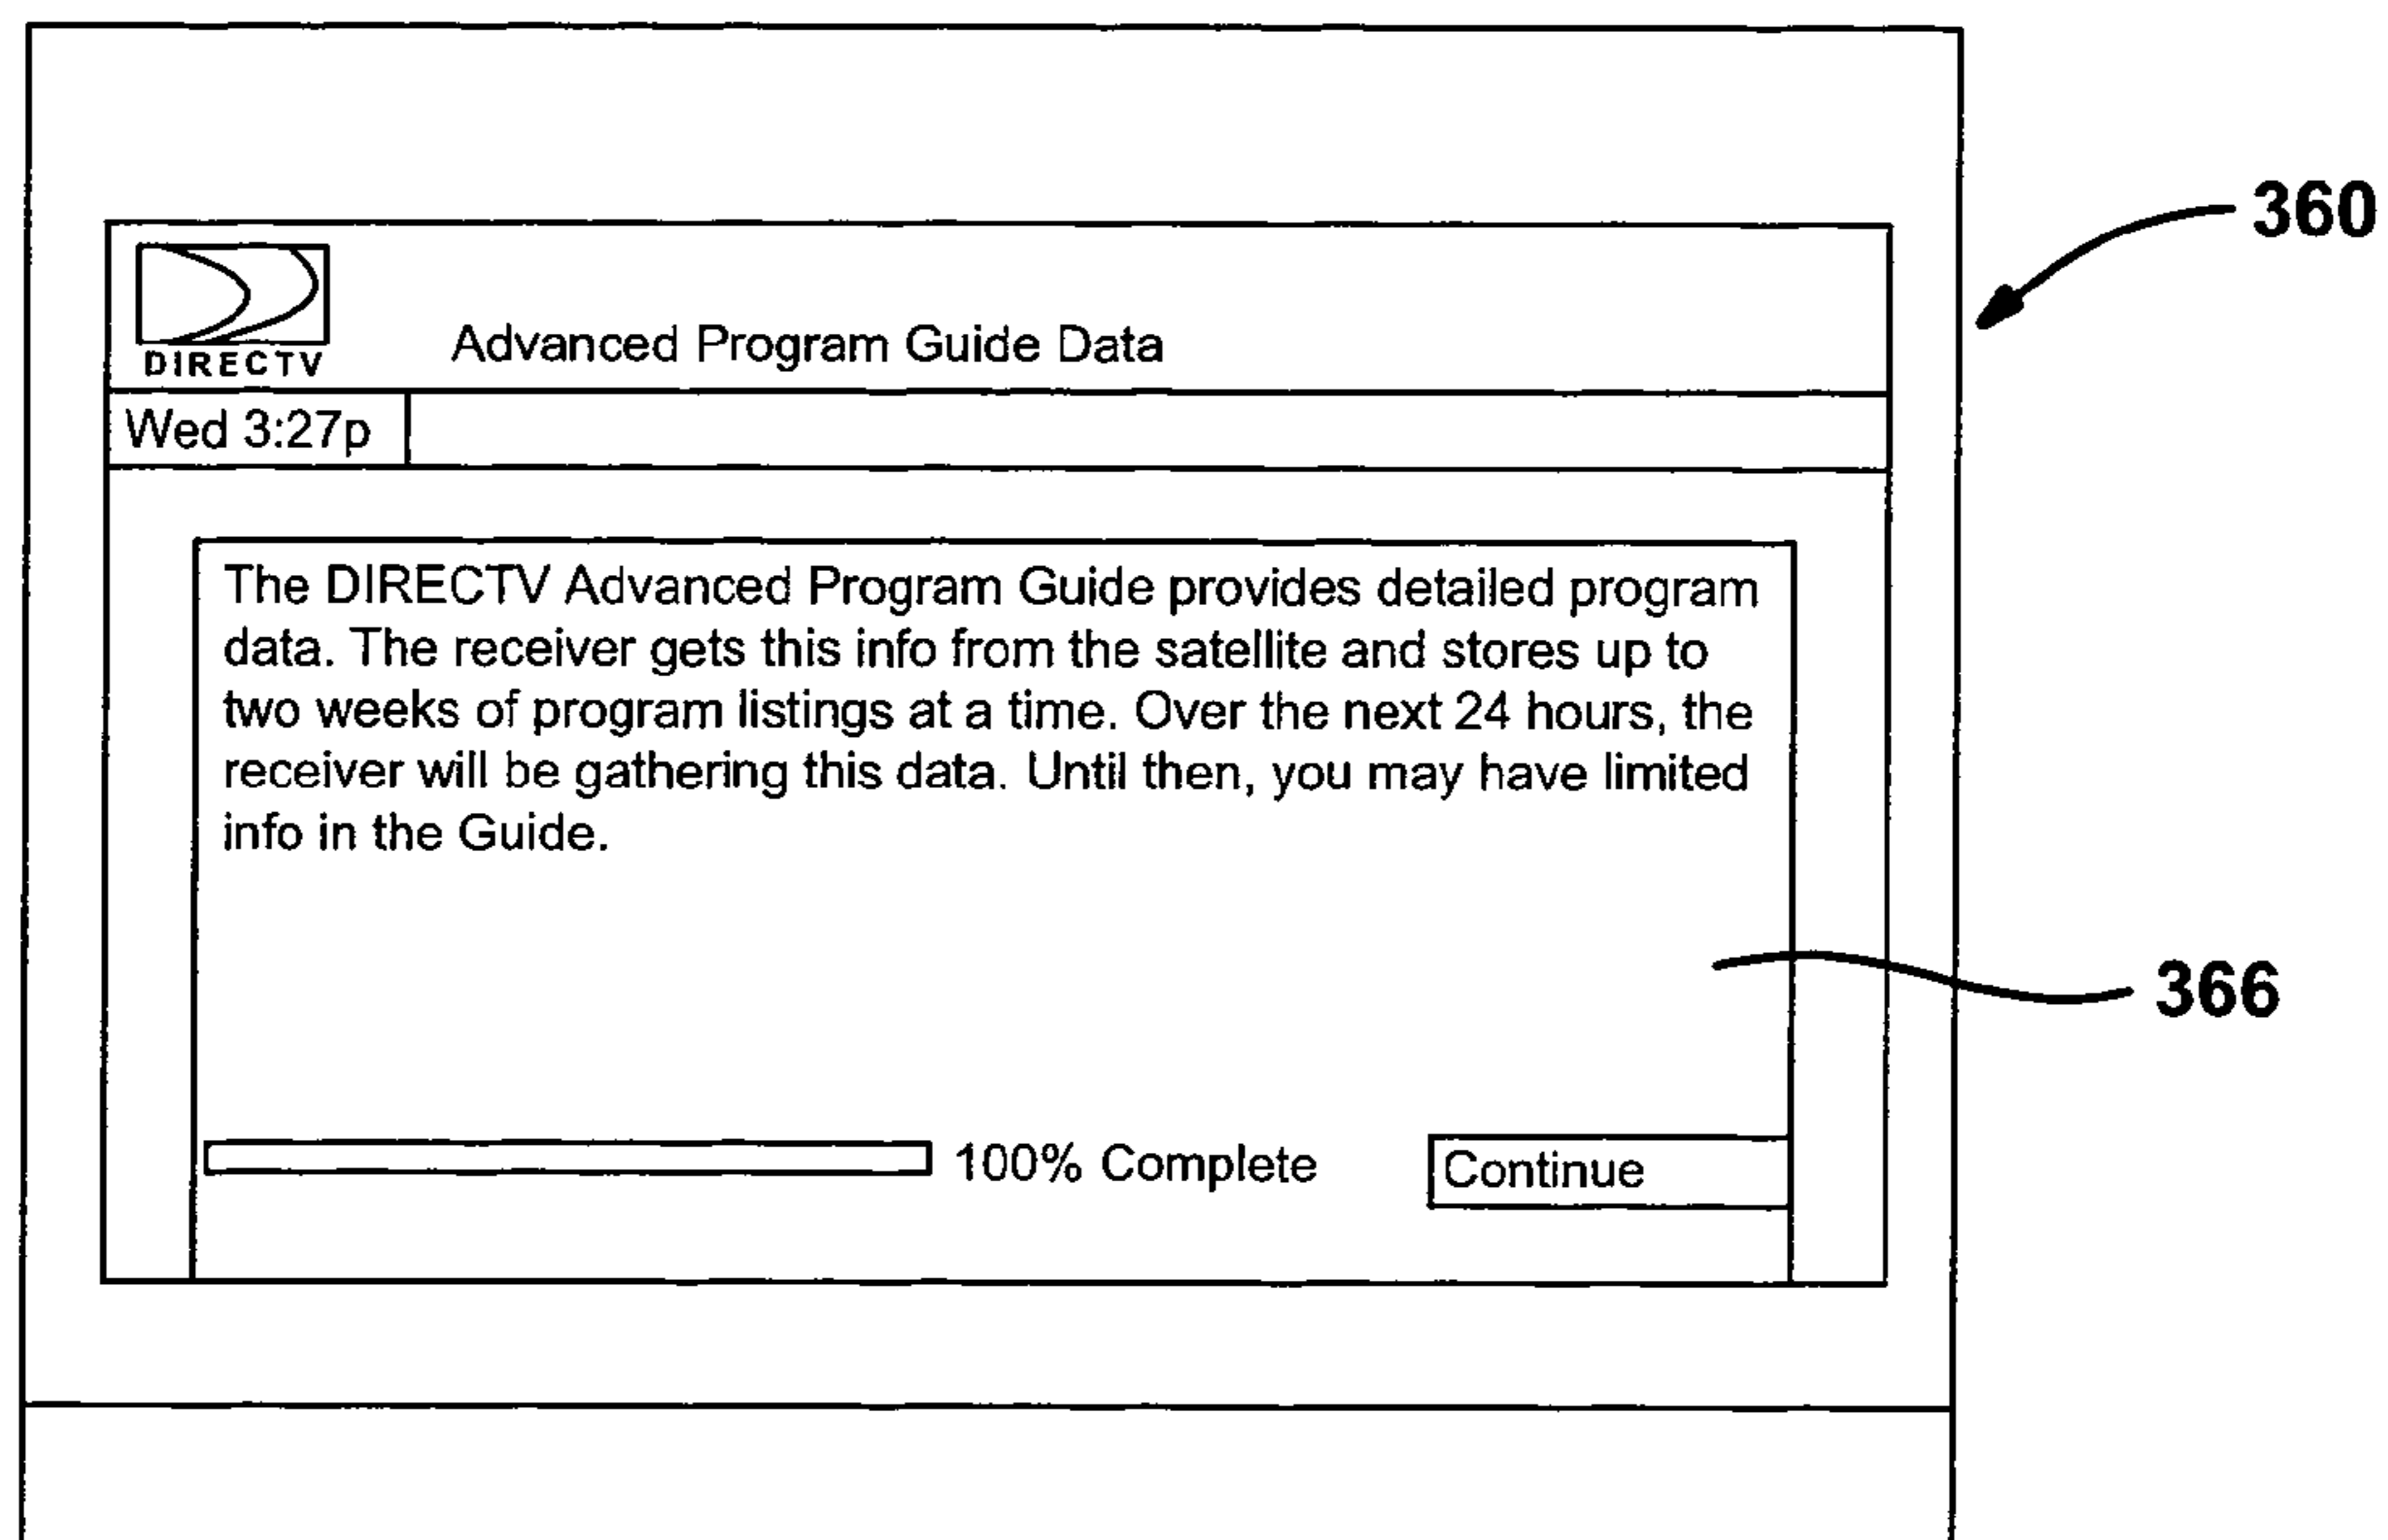 360
DIRECTV
Advanced Program Guide Data
Wed 3:27p
The DIRECTV Advanced Program Guide provides detailed program
data. The receiver gets this info from the satellite and stores up to
two weeks of program listings at a time. Over the next 24 hours, the
receiver will be gathering this data. Until then, you may have limited
info in the Guide.
366
100% Complete
Continue